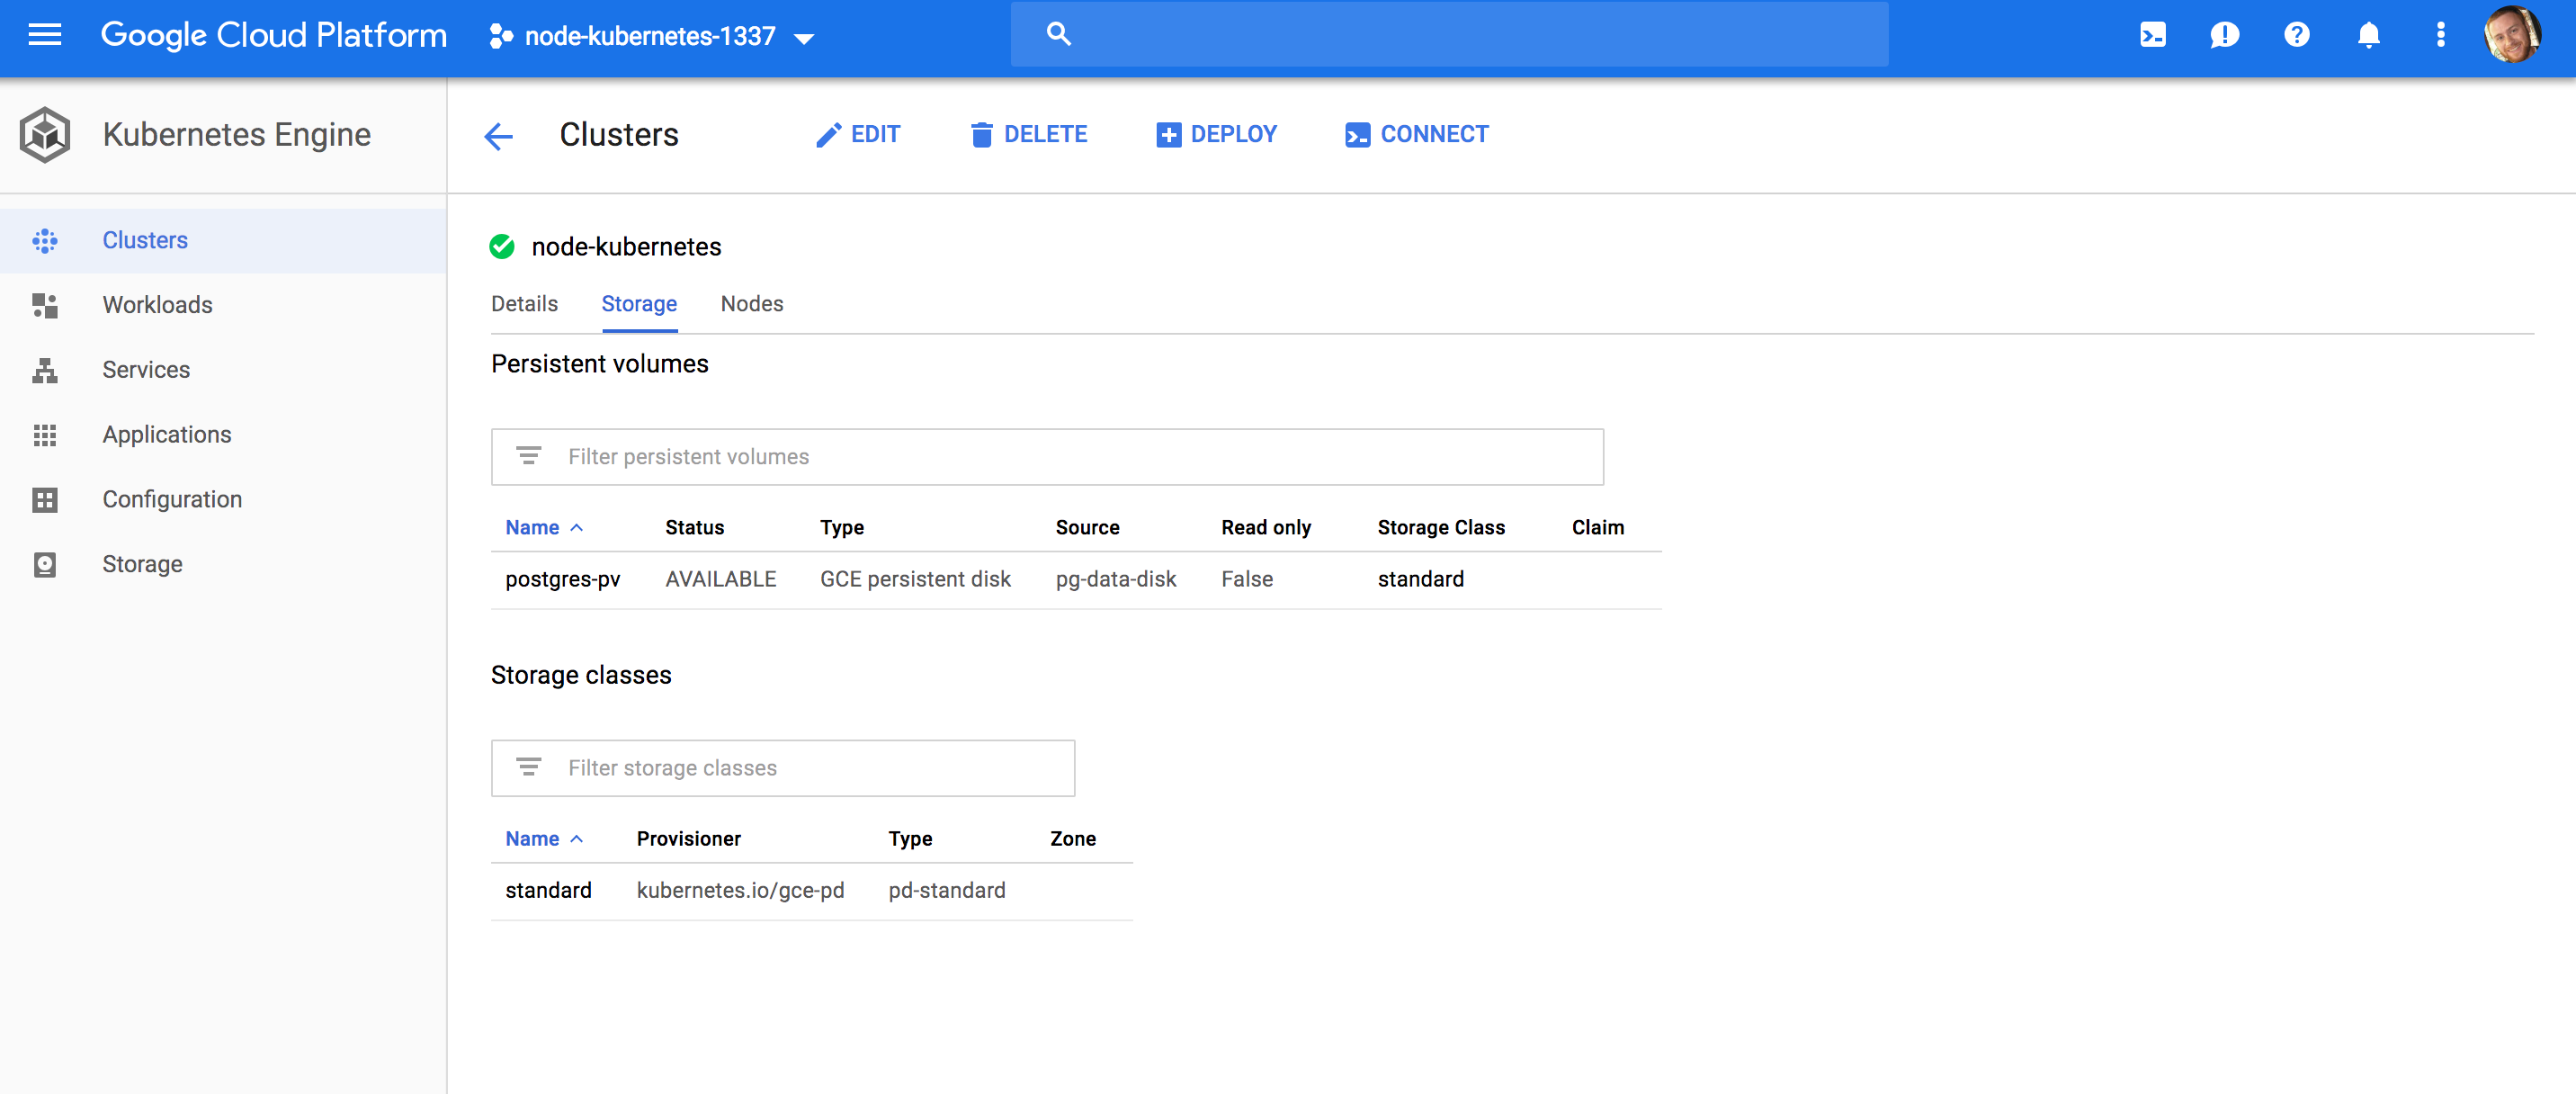 Google Cloud Platform node-kubernetes-1337
Kubernetes Engine
Clusters EDIT DELETE DEPLOY CONNECT
Clusters
Workloads
Services
Applications
Configuration
Storage
node-kubernetes
Details Storage Nodes
Persistent volumes
Filter persistent volumes
Name Status Type Source Read only Storage Class Claim
postgres-pv AVAILABLE GCE persistent disk pg-data-disk False standard
Storage classes
Filter storage classes
Name Provisioner Type Zone
standard kubernetes.io/gce-pd pd-standard